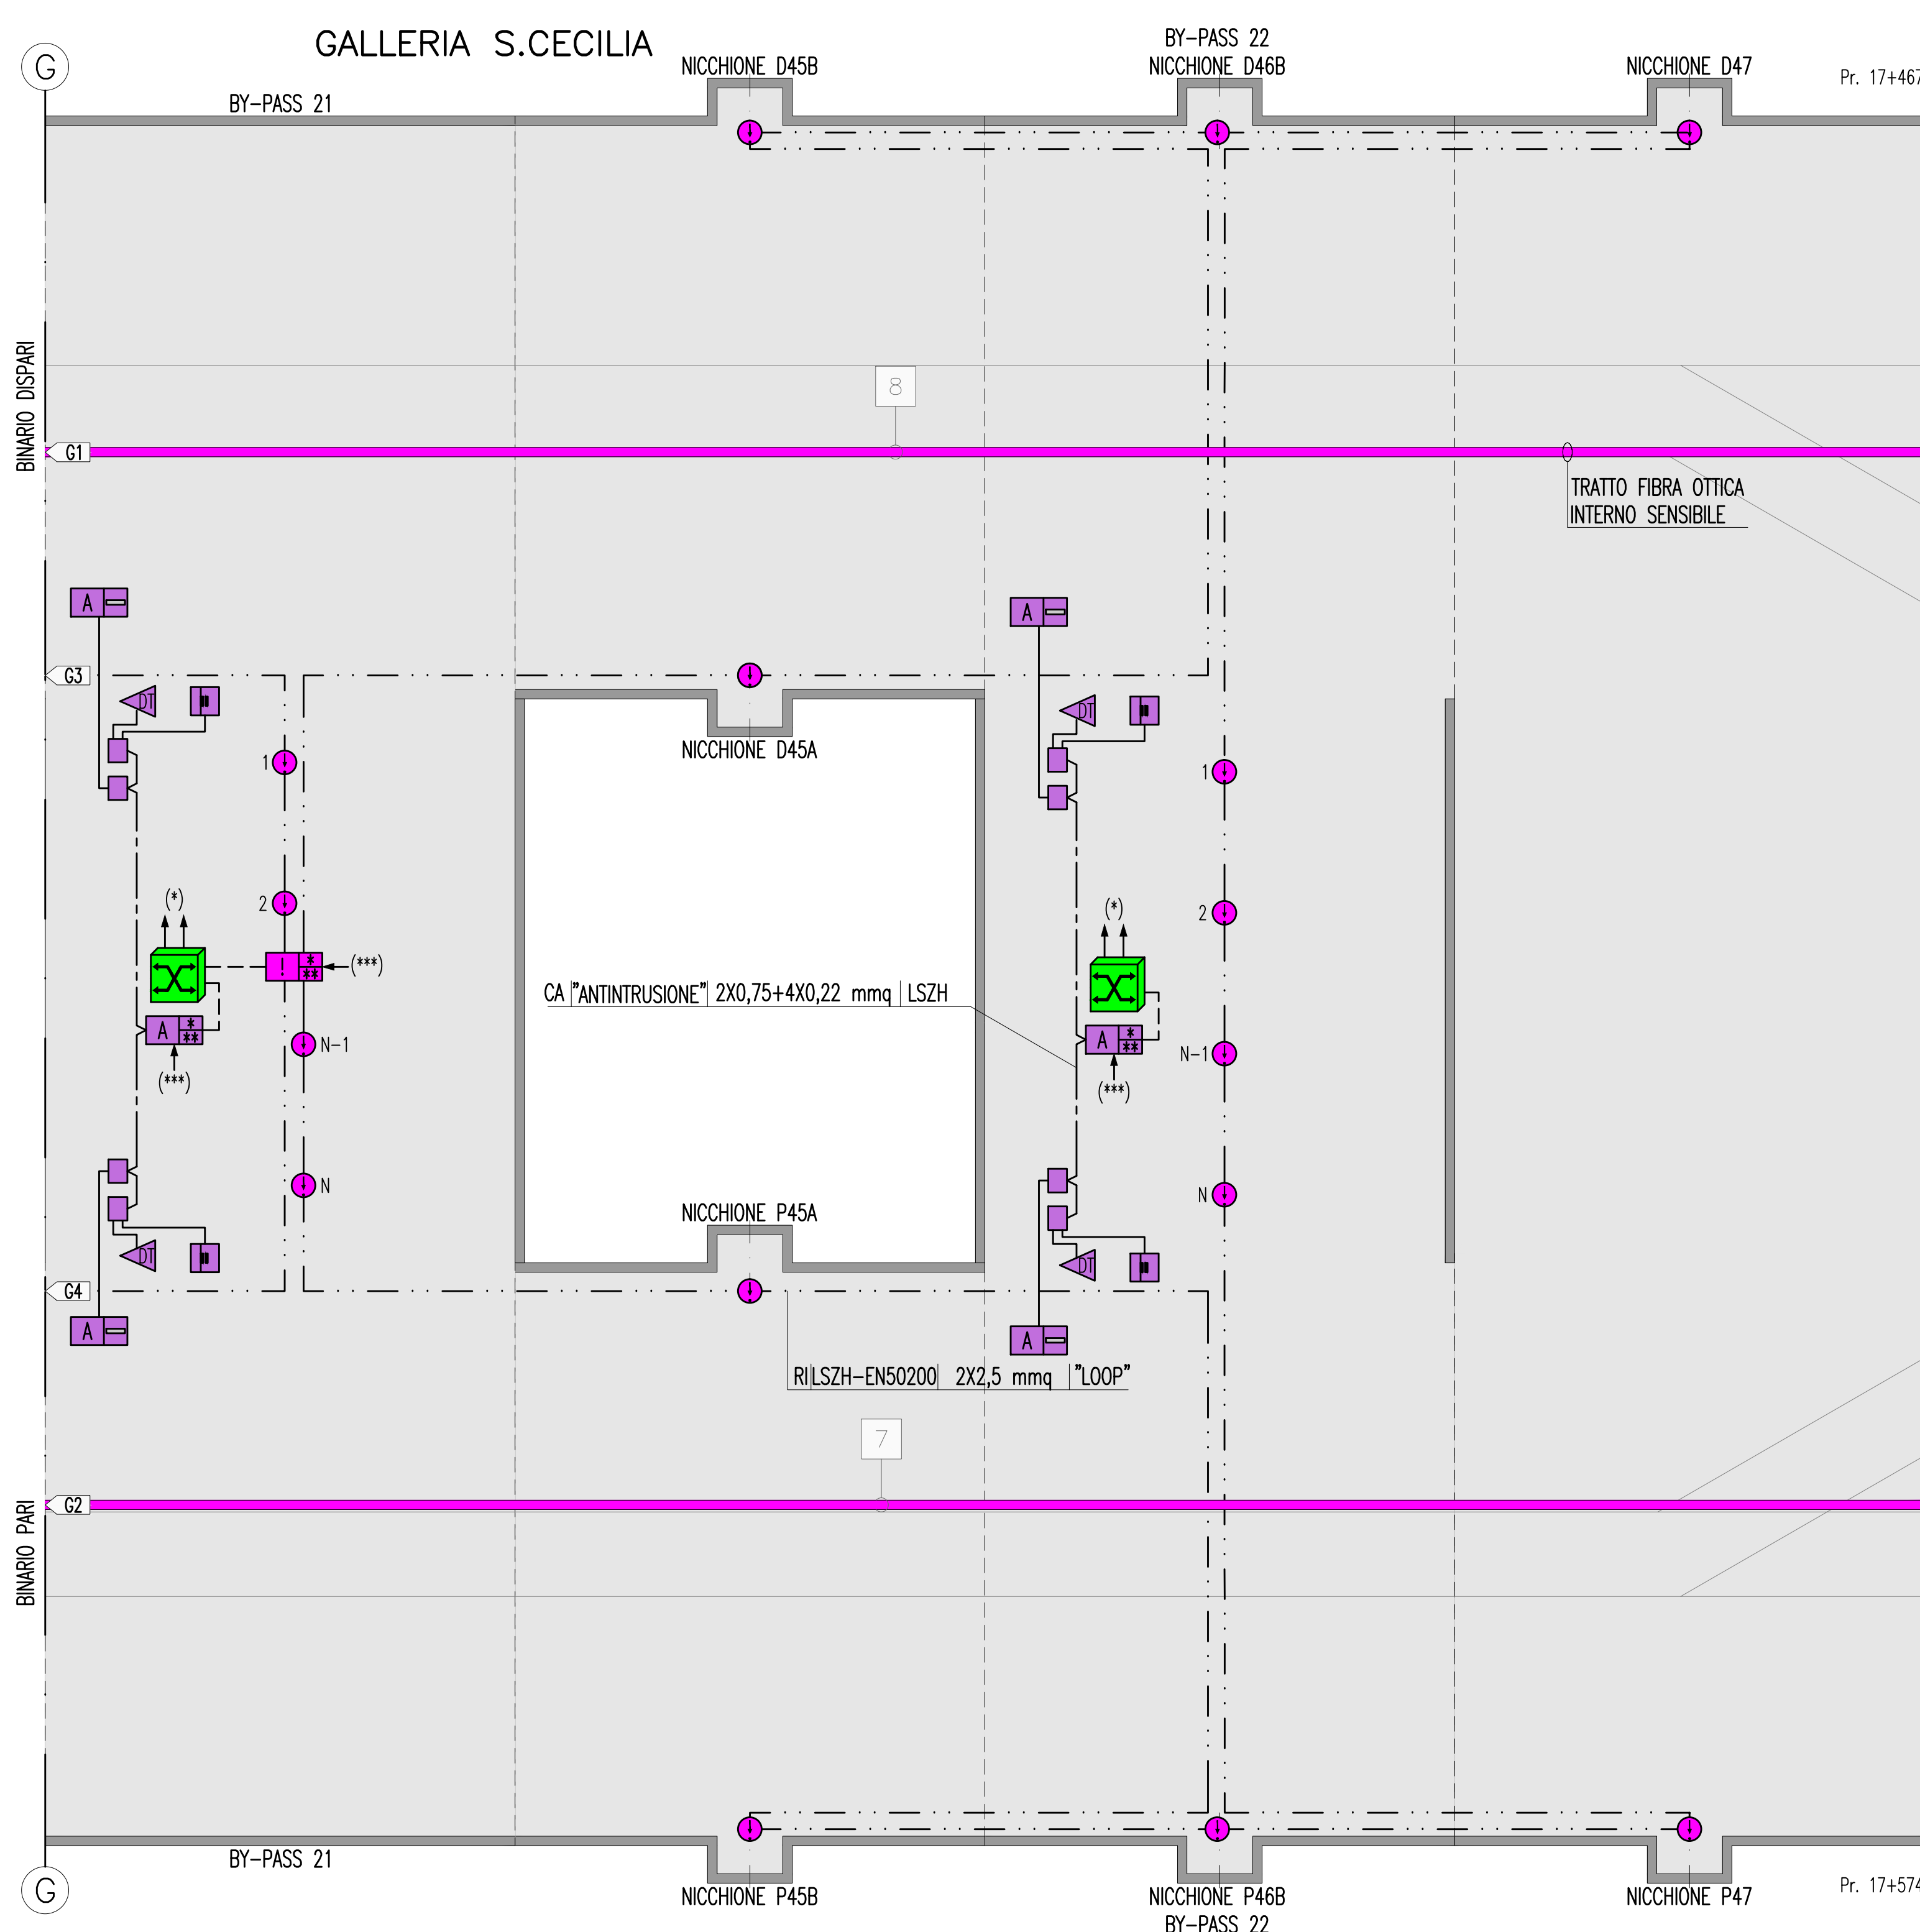 GALLERIA S.CECILIA
G
BY-PASS 21
NICCHIONE D45B
BY-PASS 22
NICCHIONE D46B
NICCHIONE D47
Pr. 17+467
BINARIO DISPARI
8
G1
TRATTO FIBRA OTTICA
INTERNO SENSIBILE
A
A
G3
DT
DT
NICCHIONE D45A
1
1
2
2
(*)
(*)
! * **
(***)
CA "ANTINTRUSIONE" 2X0,75+4X0,22 mmq LSZH
A * **
A * **
N-1
N-1
(***)
(***)
N
N
NICCHIONE P45A
DT
DT
G4
A
A
RI LSZH-EN50200 2X2,5 mmq "LOOP"
7
G2
BINARIO PARI
BY-PASS 21
G
NICCHIONE P45B
NICCHIONE P46B
BY-PASS 22
NICCHIONE P47
Pr. 17+574